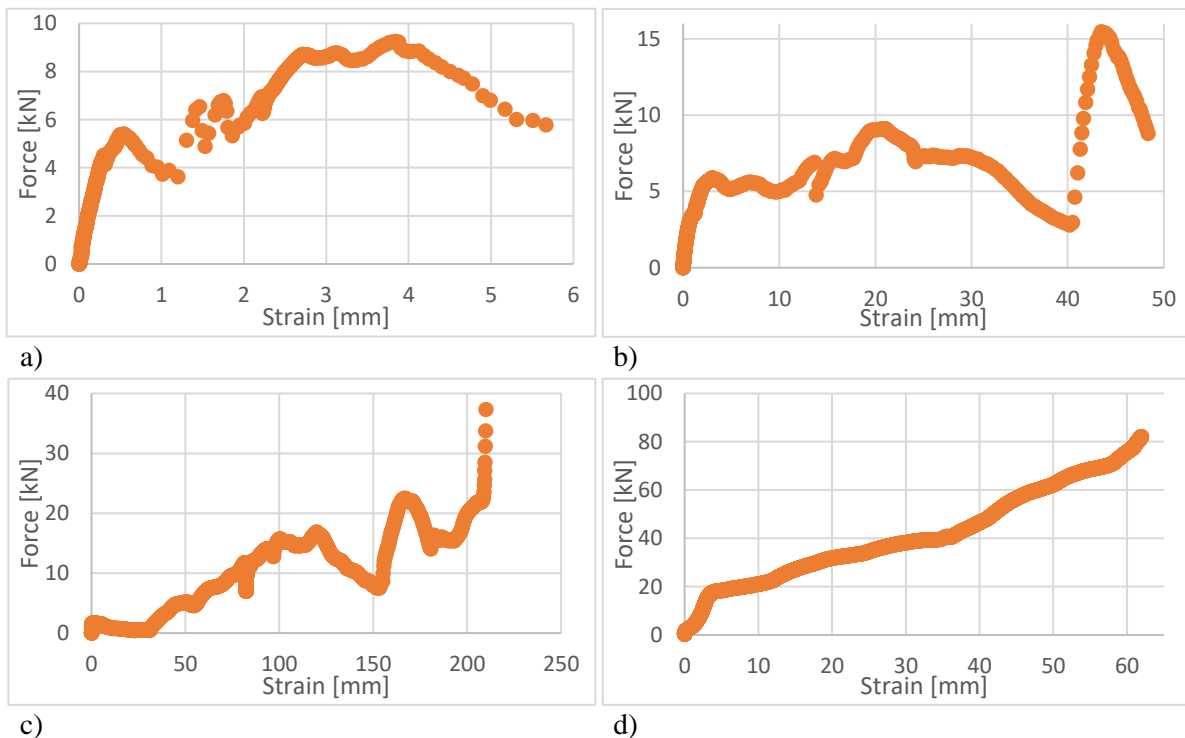 10
8
6
4
2
0
Force [kN]
0 1 2 3 4 5 6
Strain [mm]
a)
15
10
5
0
Force [kN]
0 10 20 30 40 50
Strain [mm]
b)
40
30
20
10
0
Force [kN]
0 50 100 150 200 250
Strain [mm]
c)
100
80
60
40
20
0
Force [kN]
0 10 20 30 40 50 60
Strain [mm]
d)